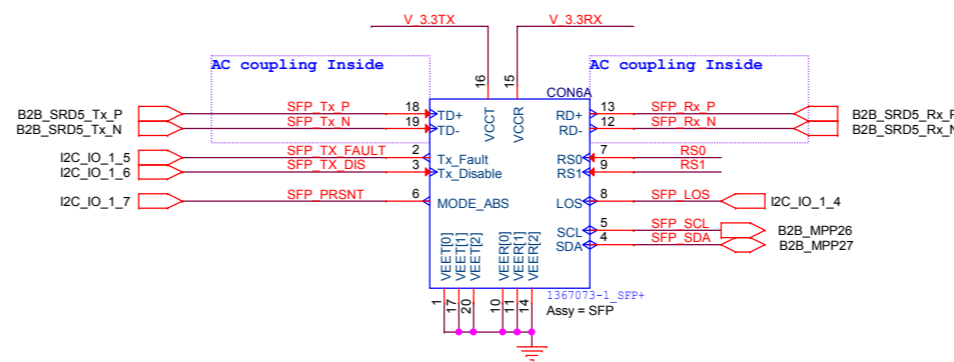 V_3.3TX V_3.3RX
AC coupling Inside AC coupling Inside
16 15
CON6A
B2B_SRD5_Tx_P SFP_Tx_P 18 TD+ VCCT VCCR RD+ 13 SFP_Rx_P B2B_SRD5_Rx_P
B2B_SRD5_Tx_N SFP_Tx_N 19 TD- RD- 12 SFP_Rx_N B2B_SRD5_Rx_N
I2C_IO_1_5 SFP_TX_FAULT 2 Tx_Fault RS0 7 RS0
I2C_IO_1_6 SFP_TX_DIS 3 Tx_Disable RS1 9 RS1
I2C_IO_1_7 SFP_PRSNT 6 MODE_ABS LOS 8 SFP_LOS I2C_IO_1_4
SCL 5 SFP_SCL B2B_MPP26
SDA 4 SFP_SDA B2B_MPP27
VEET[0] VEET[1] VEET[2] VEER[0] VEER[1] VEER[2]
1 17 20 10 11 14
1367073-1_SFP+
Assy = SFP